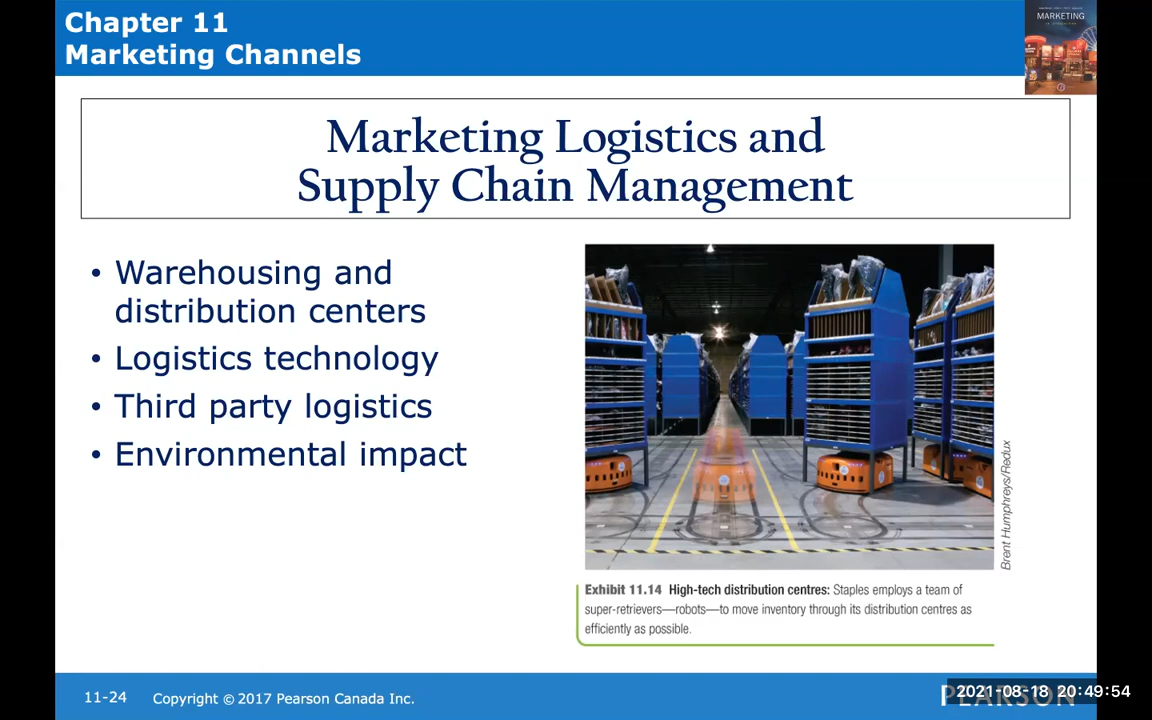 Chapter 11
Marketing Channels
MARKETING
Marketing Logistics and
Supply Chain Management
• Warehousing and
distribution centers
• Logistics technology
• Third party logistics
• Environmental impact
Brent Humphreys/Redux
Exhibit 11.14 High-tech distribution centres: Staples employs a team of
super-retrievers—robots—to move inventory through its distribution centres as
efficiently as possible.
11-24 Copyright © 2017 Pearson Canada Inc.
PEARSON
2021-08-18 20:49:54